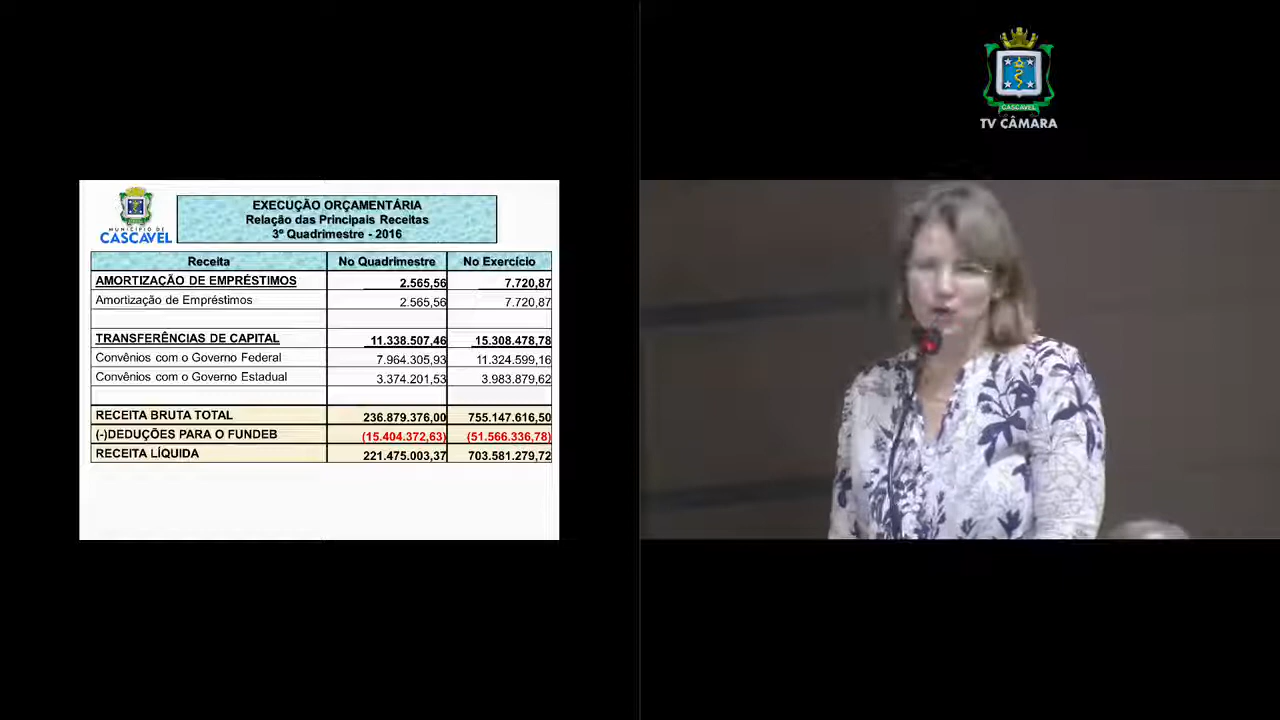 CASCAVEL
TV CÂMARA
MUNICÍPIO DE
CASCAVEL
EXECUÇÃO ORÇAMENTÁRIA
Relação das Principais Receitas
3º Quadrimestre - 2016
Receita No Quadrimestre No Exercício
AMORTIZAÇÃO DE EMPRÉSTIMOS 2.565,56 7.720,87
Amortização de Empréstimos 2.565,56 7.720,87
TRANSFERÊNCIAS DE CAPITAL 11.338.507,46 15.308.478,78
Convênios com o Governo Federal 7.964.305,93 11.324.599,16
Convênios com o Governo Estadual 3.374.201,53 3.983.879,62
RECEITA BRUTA TOTAL 236.879.376,00 755.147.616,50
(-)DEDUÇÕES PARA O FUNDEB (15.404.372,63) (51.566.336,78)
RECEITA LÍQUIDA 221.475.003,37 703.581.279,72